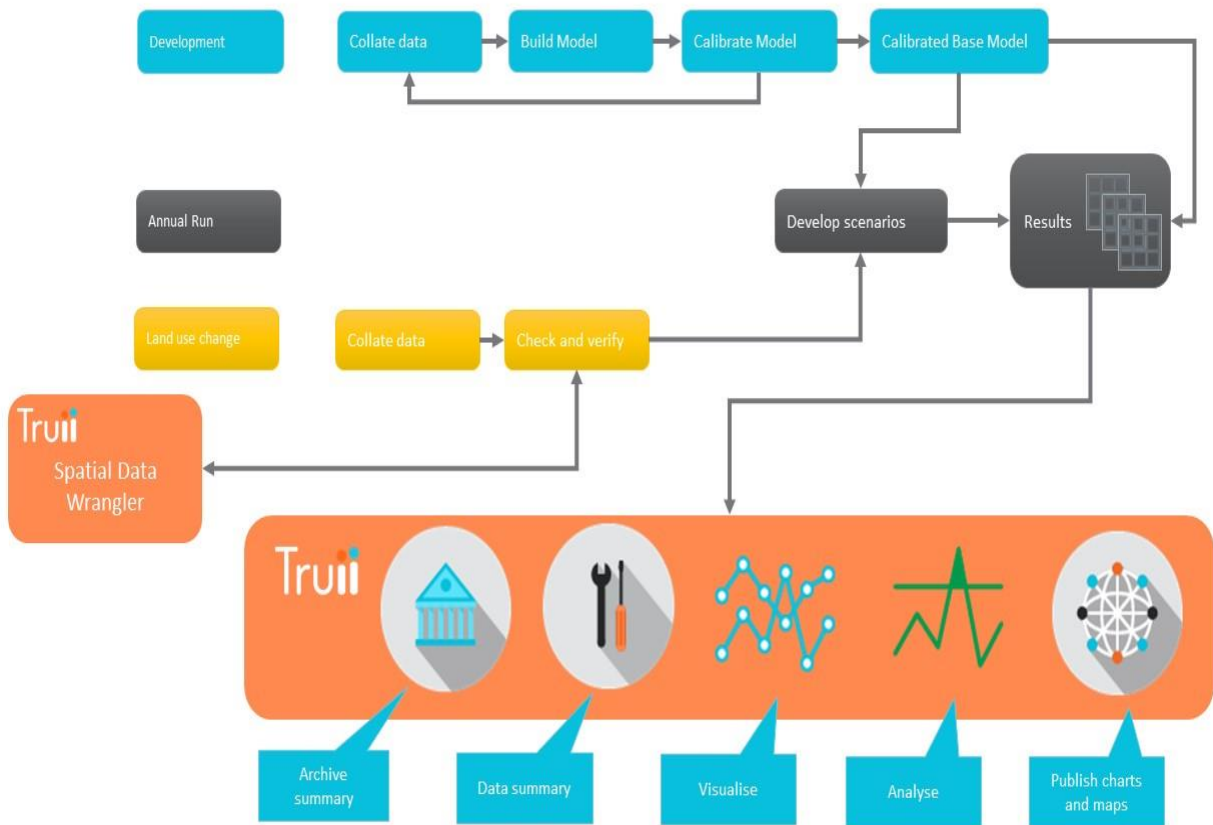 Development
Collate data
Build Model
Calibrate Model
Calibrated Base Model
Annual Run
Develop scenarios
Results
Land use change
Collate data
Check and verify
Truii
Spatial Data
Wrangler
Truii
Archive
summary
Data summary
Visualise
Analyse
Publish charts
and maps